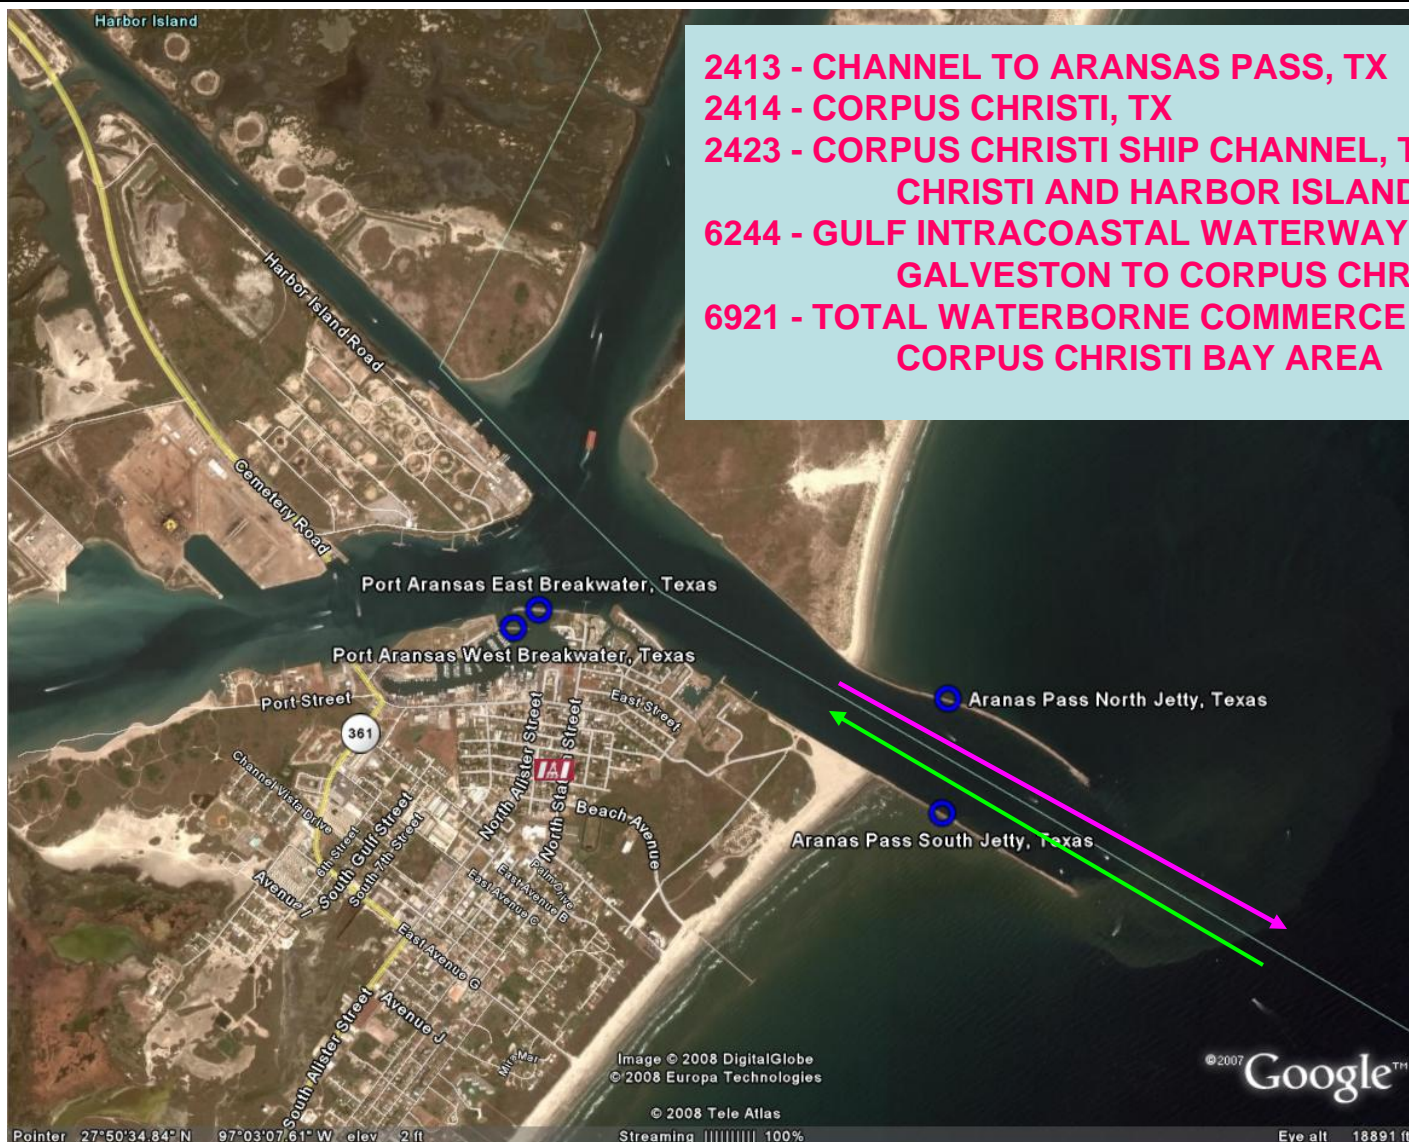 Harbor Island
2413 - CHANNEL TO ARANSAS PASS, TX
2414 - CORPUS CHRISTI, TX
2423 - CORPUS CHRISTI SHIP CHANNEL, T
CHRISTI AND HARBOR ISLAND
6244 - GULF INTRACOASTAL WATERWAY
GALVESTON TO CORPUS CHR
6921 - TOTAL WATERBORNE COMMERCE
CORPUS CHRISTI BAY AREA
Harbor Island Road
Cemetery Road
Port Aransas East Breakwater, Texas
Port Aransas West Breakwater, Texas
Port Street
East Street
Aranas Pass North Jetty, Texas
361
Channel Vista Drive
North Alister Street
North Sta Street
Beach Avenue
Aranas Pass South Jetty, Texas
6th Street
South Gulf Street
South 7th Street
Avenue I
Palm Drive
East Avenue B
East Avenue C
East Avenue G
Avenue J
South Alister Street
Mira Mar
Image © 2008 DigitalGlobe
© 2008 Europa Technologies
© 2008 Tele Atlas
©2007 Google™
Pointer 27°50'34.84" N 97°03'07.61" W elev 2 ft Streaming |||||||||| 100% Eye alt 18891 ft